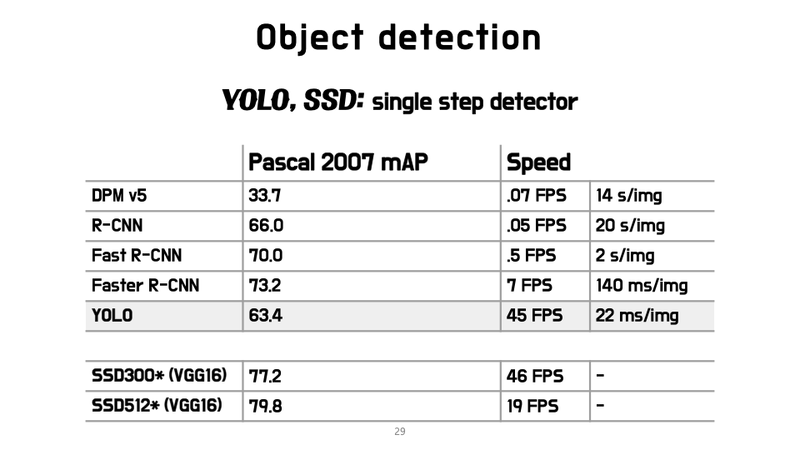 Object detection
YOLO, SSD: single step detector
Pascal 2007 mAP Speed
DPM v5 33.7 .07 FPS 14 s/img
R-CNN 66.0 .05 FPS 20 s/img
Fast R-CNN 70.0 .5 FPS 2 s/img
Faster R-CNN 73.2 7 FPS 140 ms/img
YOLO 63.4 45 FPS 22 ms/img
SSD300* (VGG16) 77.2 46 FPS -
SSD512* (VGG16) 79.8 19 FPS -
29